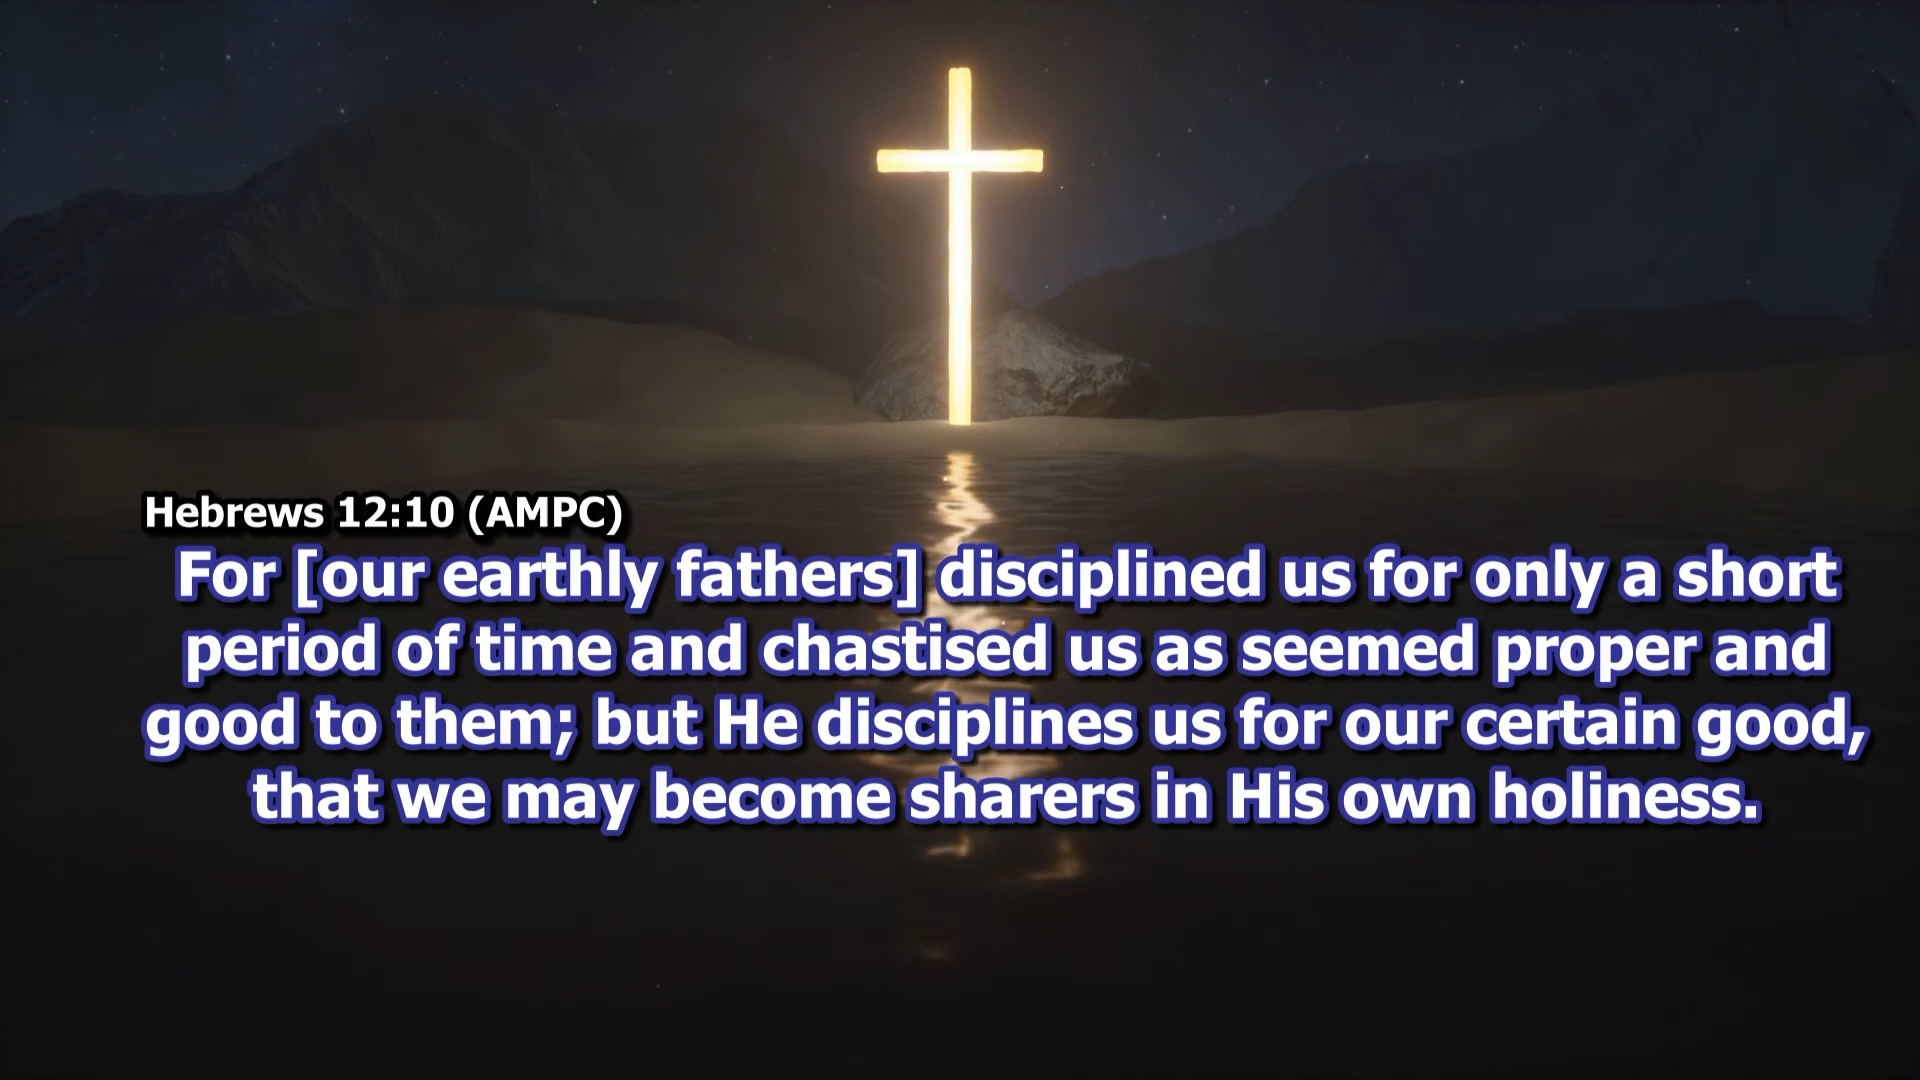 Hebrews 12:10 (AMPC)
For [our earthly fathers] disciplined us for only a short
period of time and chastised us as seemed proper and
good to them; but He disciplines us for our certain good,
that we may become sharers in His own holiness.